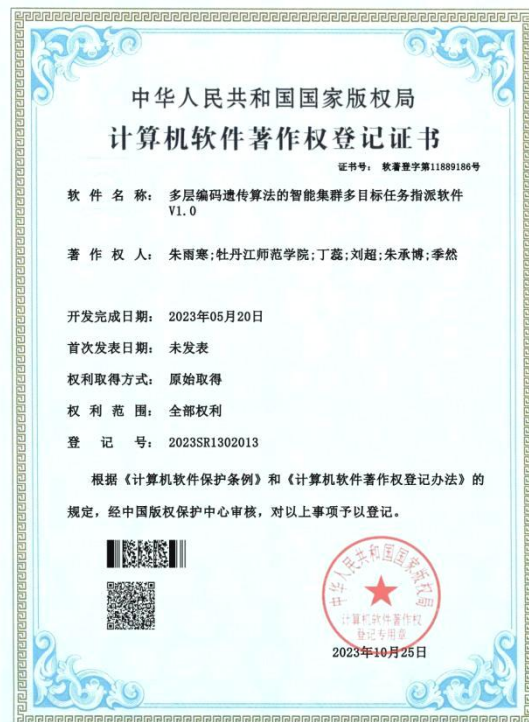 中华人民共和国国家版权局
计算机软件著作权登记证书
证书号： 软著登字第11889186号
软件名称： 多层编码遗传算法的智能集群多目标任务指派软件
V1.0
著作权人： 朱雨寒;牡丹江师范学院;丁蕊;刘超;朱承博;季然
开发完成日期： 2023年05月20日
首次发表日期： 未发表
权利取得方式： 原始取得
权利范围： 全部权利
登记号： 2023SR1302013
根据《计算机软件保护条例》和《计算机软件著作权登记办法》的
规定，经中国版权保护中心审核，对以上事项予以登记。
中华人民共和国国家版权局
计算机软件著作权
登记专用章
2023年10月25日